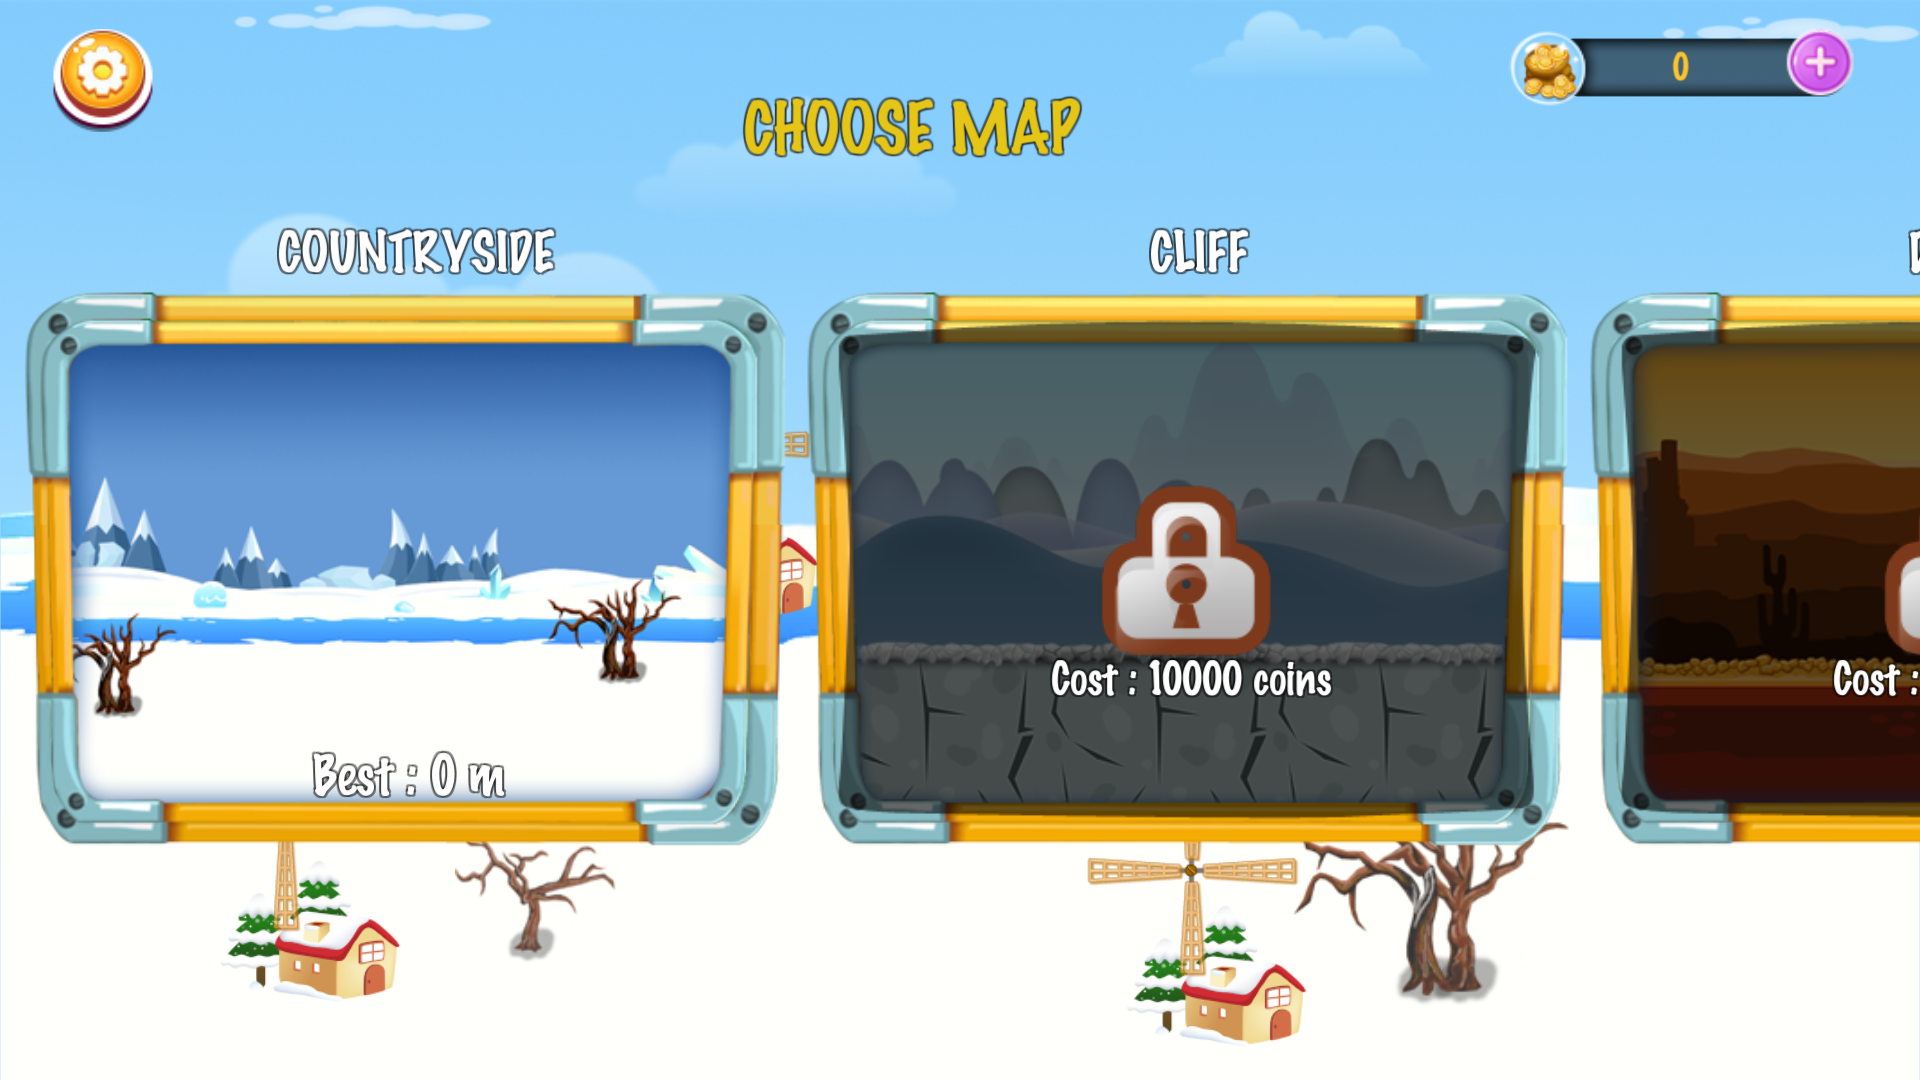 0
CHOOSE MAP
COUNTRYSIDE
CLIFF
Cost : 10000 coins
Cost :
Best : 0 m